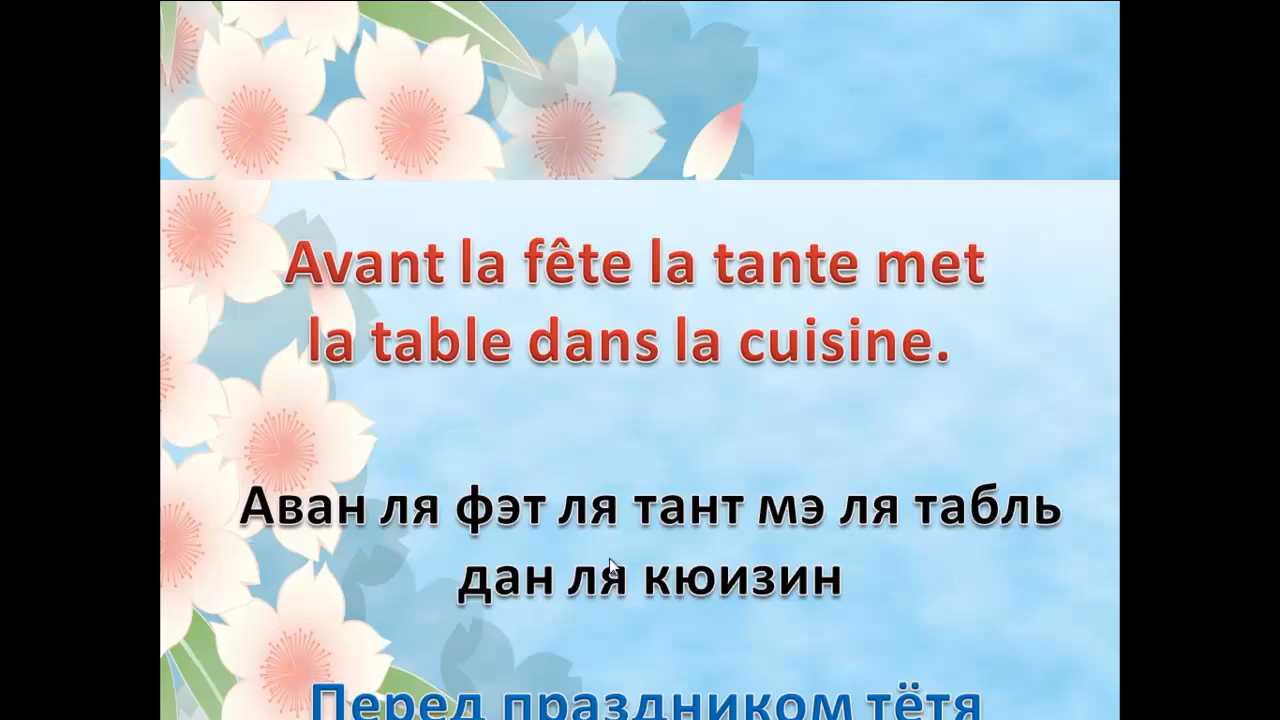 Avant la fête la tante met
la table dans la cuisine.
Аван ля фэт ля тант мэ ля табль
дан ля кюизин
Перед праздником тётя